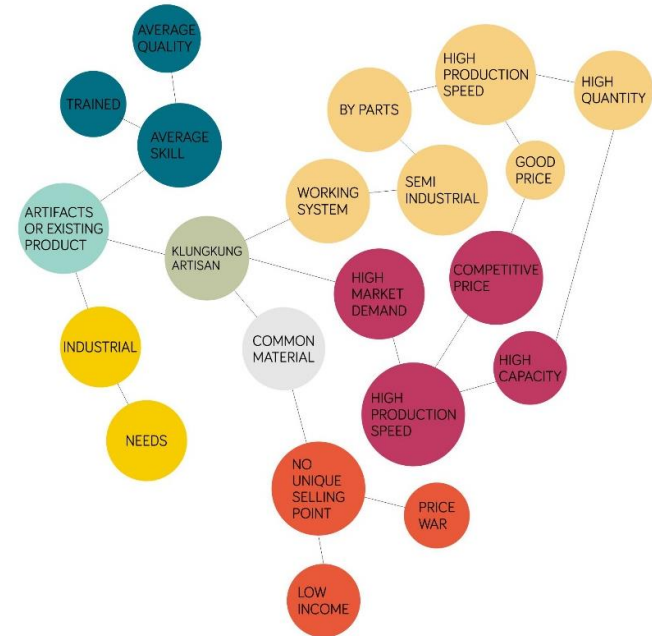 AVERAGE
QUALITY
TRAINED
AVERAGE
SKILL
ARTIFACTS
OR EXISTING
PRODUCT
KLUNGKUNG
ARTISAN
INDUSTRIAL
NEEDS
WORKING
SYSTEM
SEMI
INDUSTRIAL
BY PARTS
HIGH
PRODUCTION
SPEED
HIGH
QUANTITY
GOOD
PRICE
HIGH
MARKET
DEMAND
COMPETITIVE
PRICE
HIGH
CAPACITY
HIGH
PRODUCTION
SPEED
COMMON
MATERIAL
NO
UNIQUE
SELLING
POINT
PRICE
WAR
LOW
INCOME